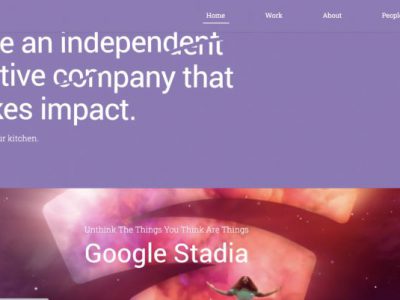 Home Work About People
e an independent
tive company that
kes impact.
ur kitchen.
Unthink The Things You Think Are Things
Google Stadia